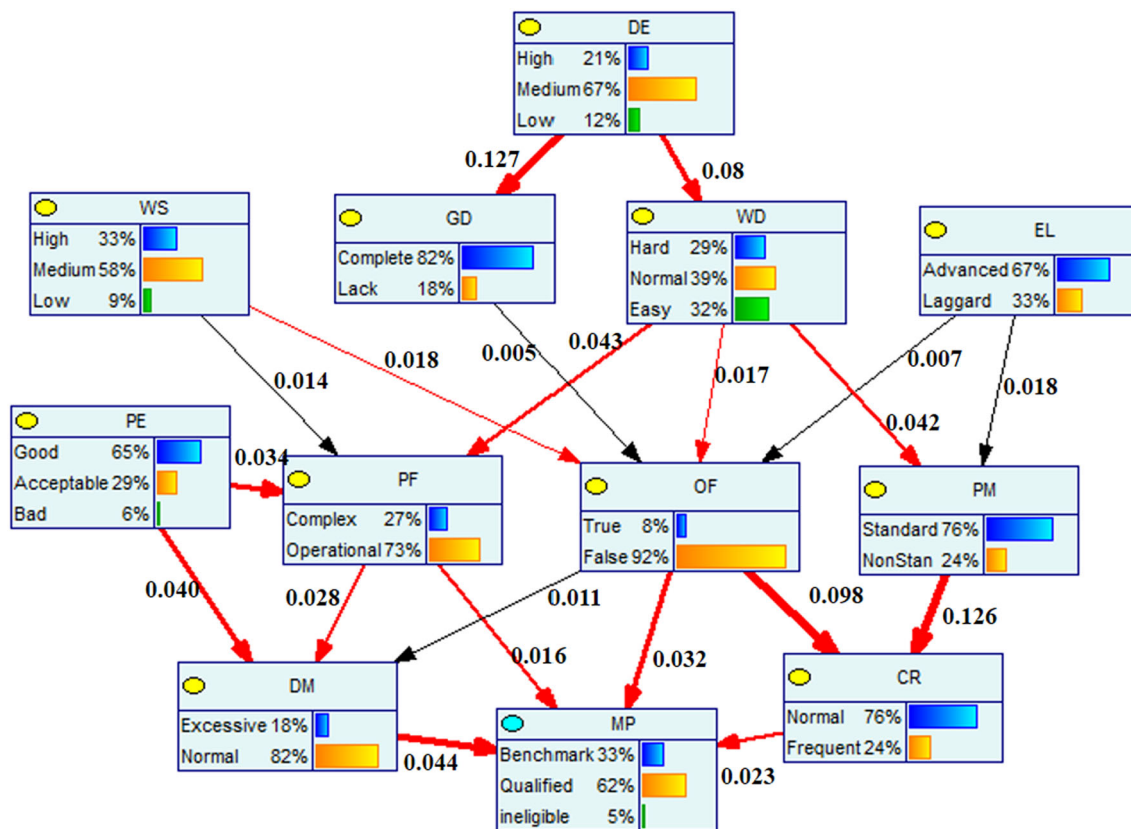 DE
High 21%
Medium 67%
Low 12%
0.127
0.08
WS
High 33%
Medium 58%
Low 9%
GD
Complete 82%
Lack 18%
WD
Hard 29%
Normal 39%
Easy 32%
EL
Advanced 67%
Laggard 33%
0.014
0.018
0.005
0.043
0.017
0.007
0.018
0.042
PE
Good 65%
Acceptable 29%
Bad 6%
0.034
PF
Complex 27%
Operational 73%
OF
True 8%
False 92%
PM
Standard 76%
NonStan 24%
0.040
0.028
0.011
0.016
0.032
0.098
0.126
DM
Excessive 18%
Normal 82%
0.044
MP
Benchmark 33%
Qualified 62%
ineligible 5%
CR
Normal 76%
Frequent 24%
0.023